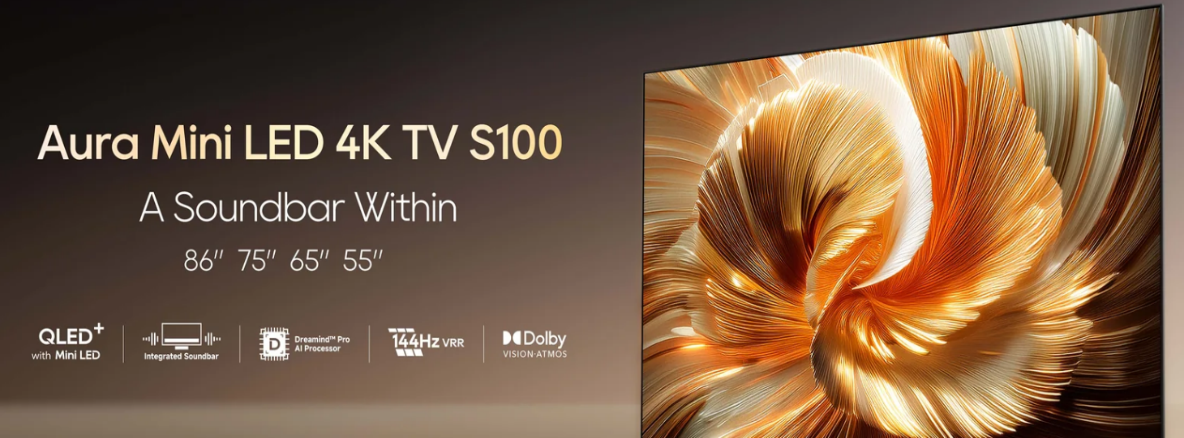 Aura Mini LED 4K TV S100
A Soundbar Within
86″ 75″ 65″ 55″
QLED+
with Mini LED
Integrated Soundbar
D
Dreamind™ Pro
AI Processor
144Hz VRR
Dolby
VISION·ATMOS